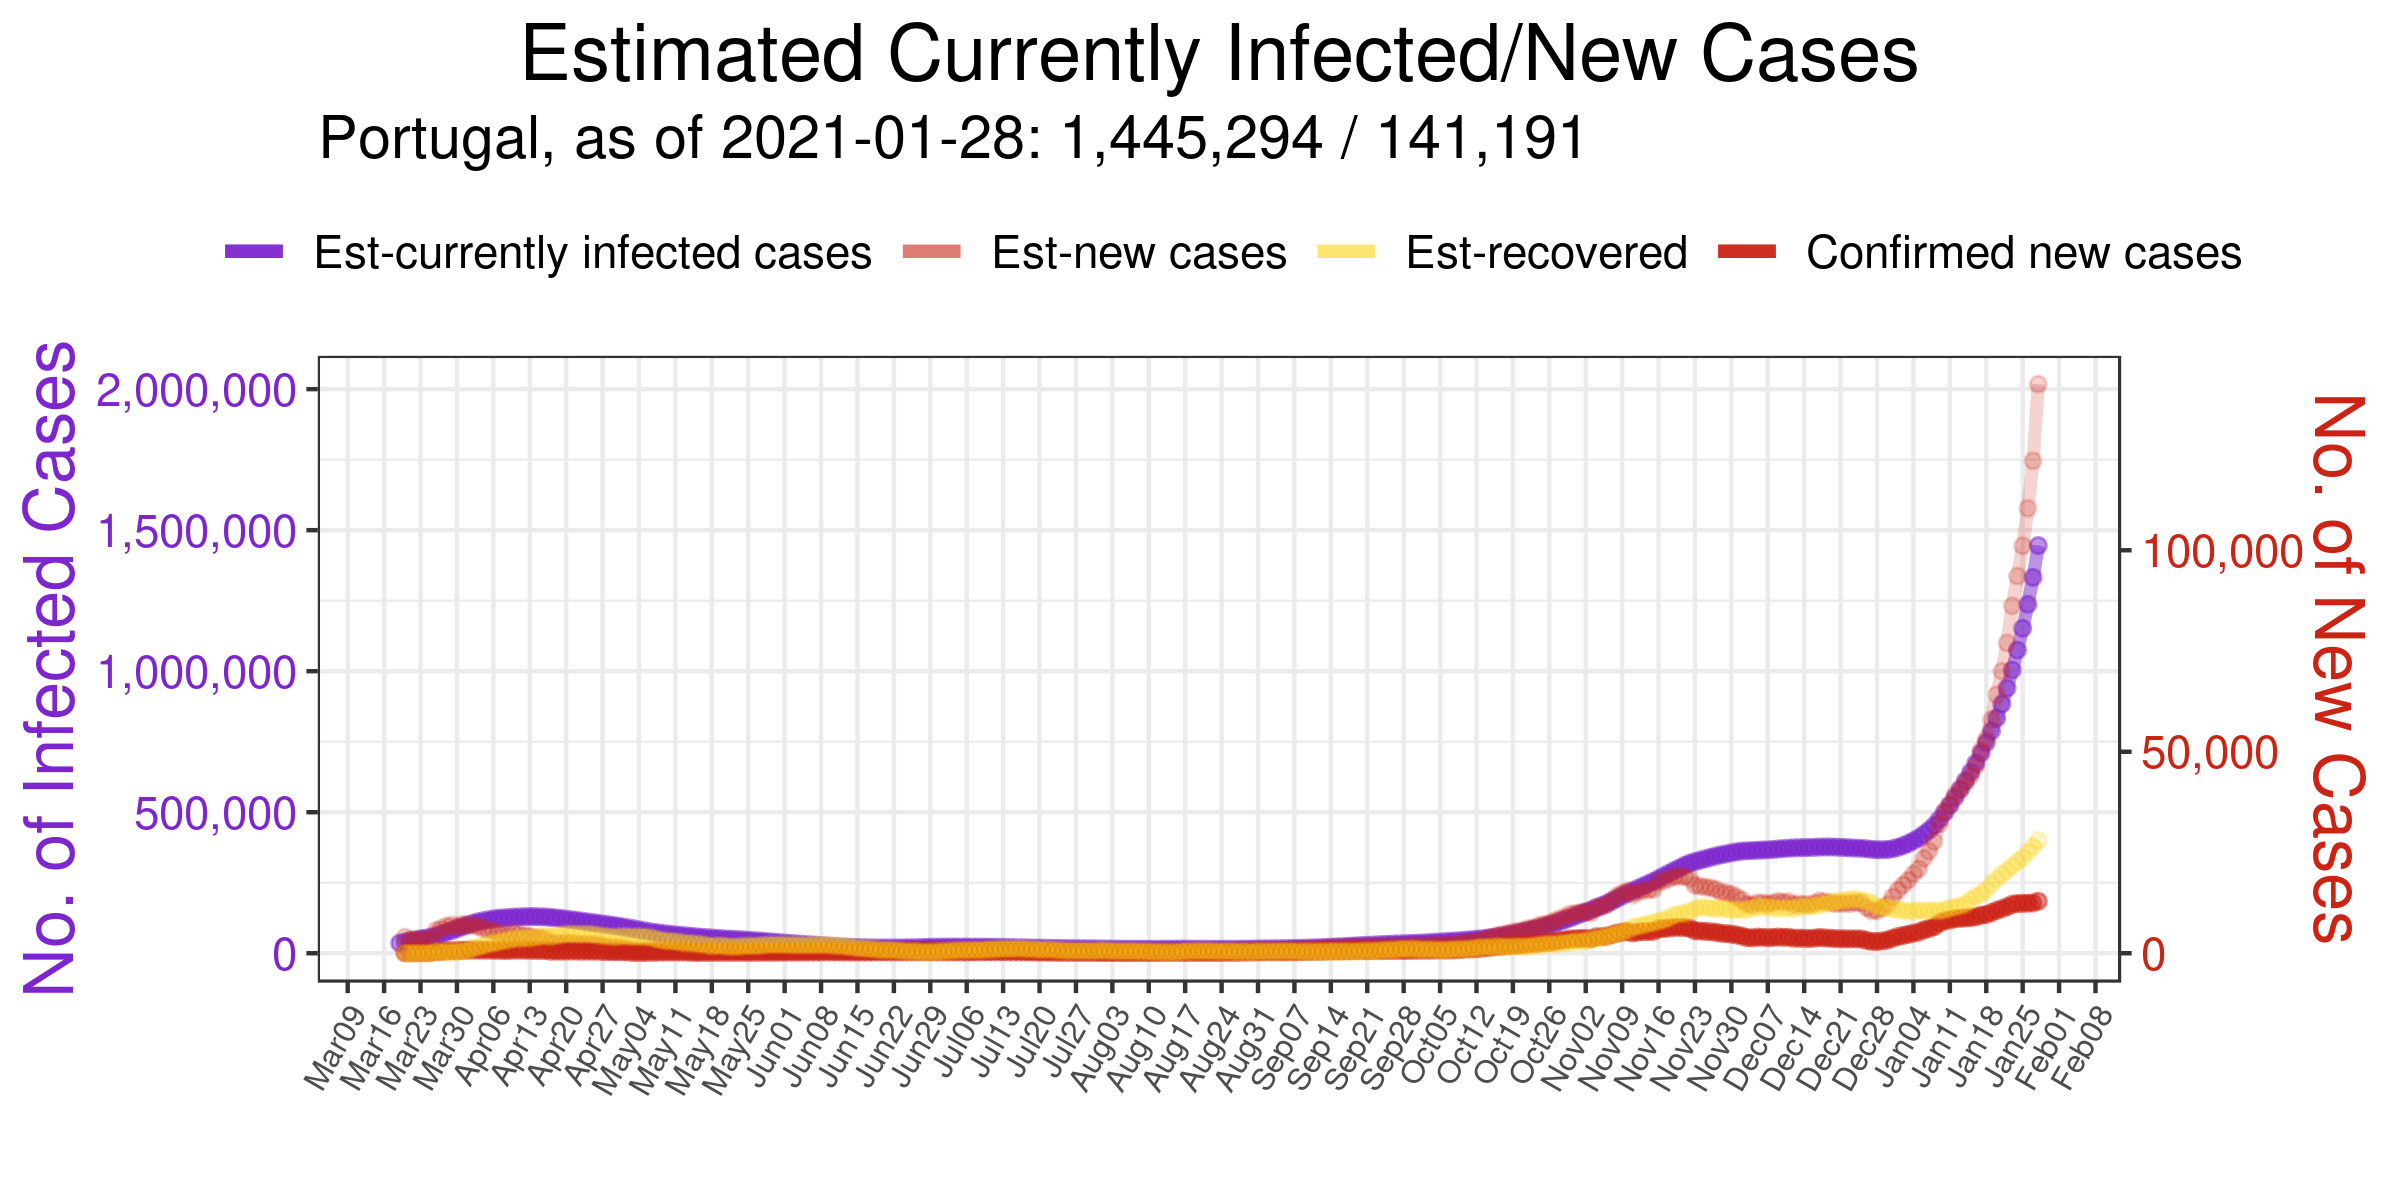 Estimated Currently Infected/New Cases
Portugal, as of 2021-01-28: 1,445,294 / 141,191
Est-currently infected cases Est-new cases Est-recovered Confirmed new cases
No. of Infected Cases
2,000,000
1,500,000
1,000,000
500,000
0
100,000
50,000
0
No. of New Cases
Mar09 Mar16 Mar23 Mar30 Apr06 Apr13 Apr20 Apr27 May04 May11 May18 May25 Jun01 Jun08 Jun15 Jun22 Jun29 Jul06 Jul13 Jul20 Jul27 Aug03 Aug10 Aug17 Aug24 Aug31 Sep07 Sep14 Sep21 Sep28 Oct05 Oct12 Oct19 Oct26 Nov02 Nov09 Nov16 Nov23 Nov30 Dec07 Dec14 Dec21 Dec28 Jan04 Jan11 Jan18 Jan25 Feb01 Feb08